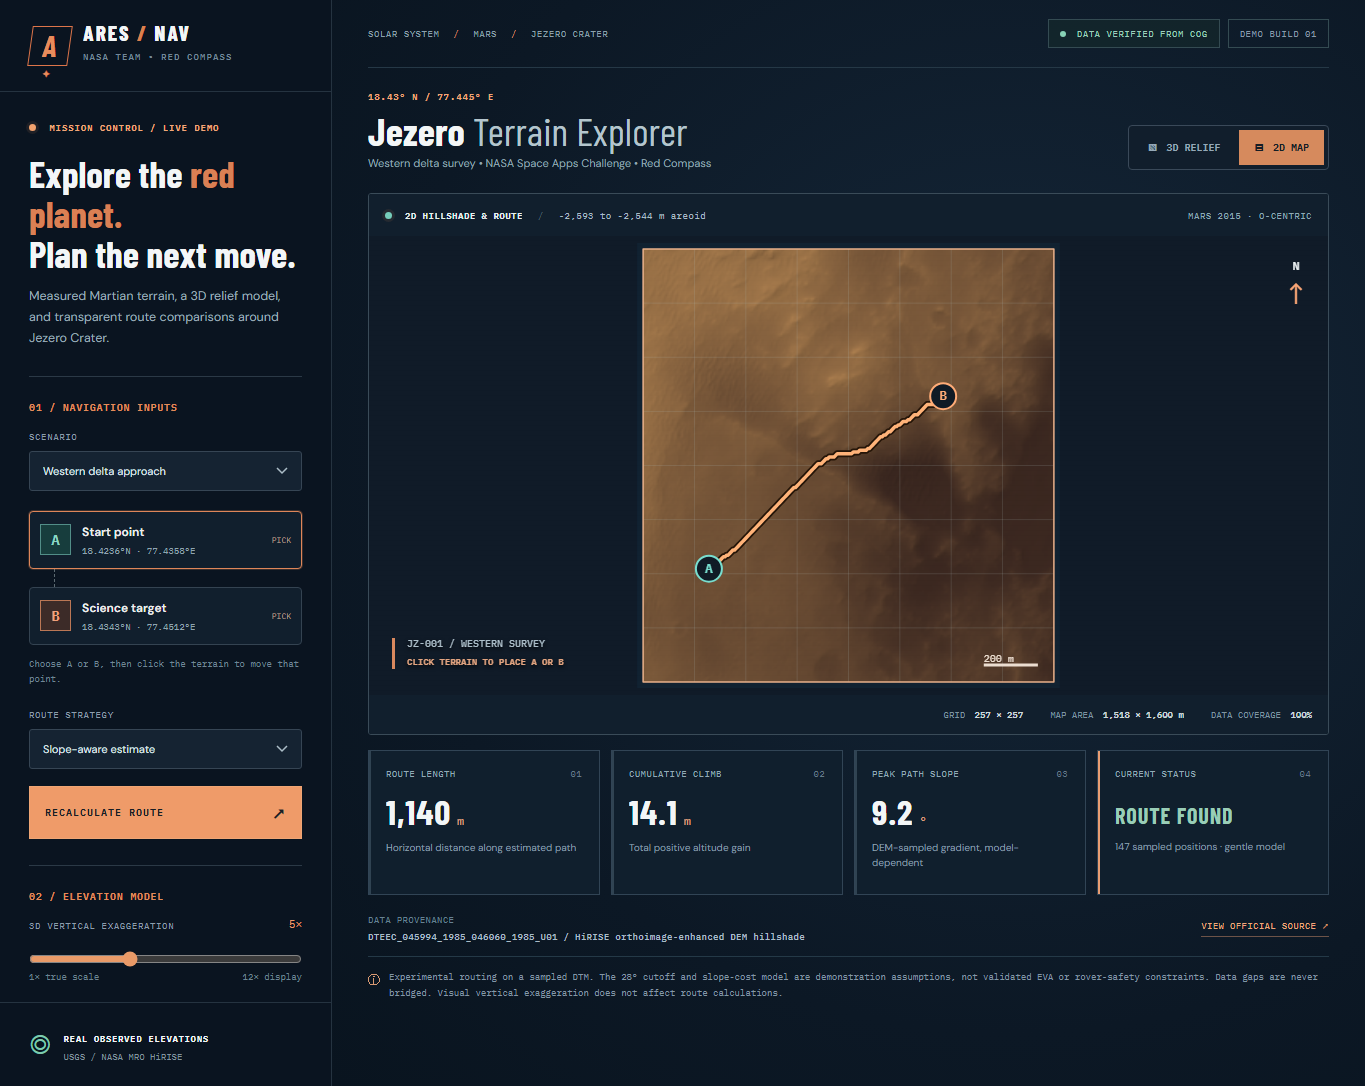 A
ARES / NAV
NASA TEAM • RED COMPASS
MISSION CONTROL / LIVE DEMO
Explore the red
planet.
Plan the next move.
Measured Martian terrain, a 3D relief model,
and transparent route comparisons around
Jezero Crater.
01 / NAVIGATION INPUTS
SCENARIO
Western delta approach
A
Start point
18.4236°N · 77.4358°E
PICK
B
Science target
18.4343°N · 77.4512°E
PICK
Choose A or B, then click the terrain to move that
point.
ROUTE STRATEGY
Slope-aware estimate
RECALCULATE ROUTE ↗
02 / ELEVATION MODEL
3D VERTICAL EXAGGERATION 5×
1× true scale 12× display
REAL OBSERVED ELEVATIONS
USGS / NASA MRO HiRISE
SOLAR SYSTEM / MARS / JEZERO CRATER
DATA VERIFIED FROM COG
DEMO BUILD 01
18.43° N / 77.445° E
Jezero Terrain Explorer
Western delta survey • NASA Space Apps Challenge • Red Compass
3D RELIEF
2D MAP
2D HILLSHADE & ROUTE / -2,593 to -2,544 m areoid
MARS 2015 · O-CENTRIC
N
B
A
JZ-001 / WESTERN SURVEY
CLICK TERRAIN TO PLACE A OR B
200 m
GRID 257 × 257 MAP AREA 1,518 × 1,600 m DATA COVERAGE 100%
ROUTE LENGTH 01
1,140 m
Horizontal distance along estimated path
CUMULATIVE CLIMB 02
14.1 m
Total positive altitude gain
PEAK PATH SLOPE 03
9.2 °
DEM-sampled gradient, model-
dependent
CURRENT STATUS 04
ROUTE FOUND
147 sampled positions · gentle model
DATA PROVENANCE
DTEEC_045994_1985_046060_1985_U01 / HiRISE orthoimage-enhanced DEM hillshade
VIEW OFFICIAL SOURCE ↗
Experimental routing on a sampled DTM. The 28° cutoff and slope-cost model are demonstration assumptions, not validated EVA or rover-safety constraints. Data gaps are never
bridged. Visual vertical exaggeration does not affect route calculations.